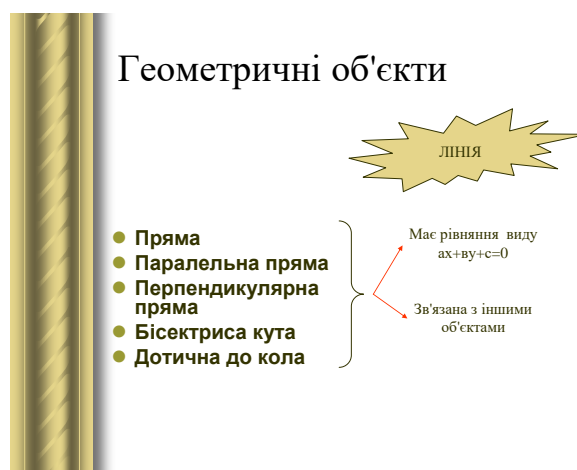 Геометричні об'єкти
ЛІНІЯ
Пряма
Паралельна пряма
Перпендикулярна
пряма
Бісектриса кута
Дотична до кола
Має рівняння виду
ах+ву+с=0
Зв'язана з іншими
об'єктами